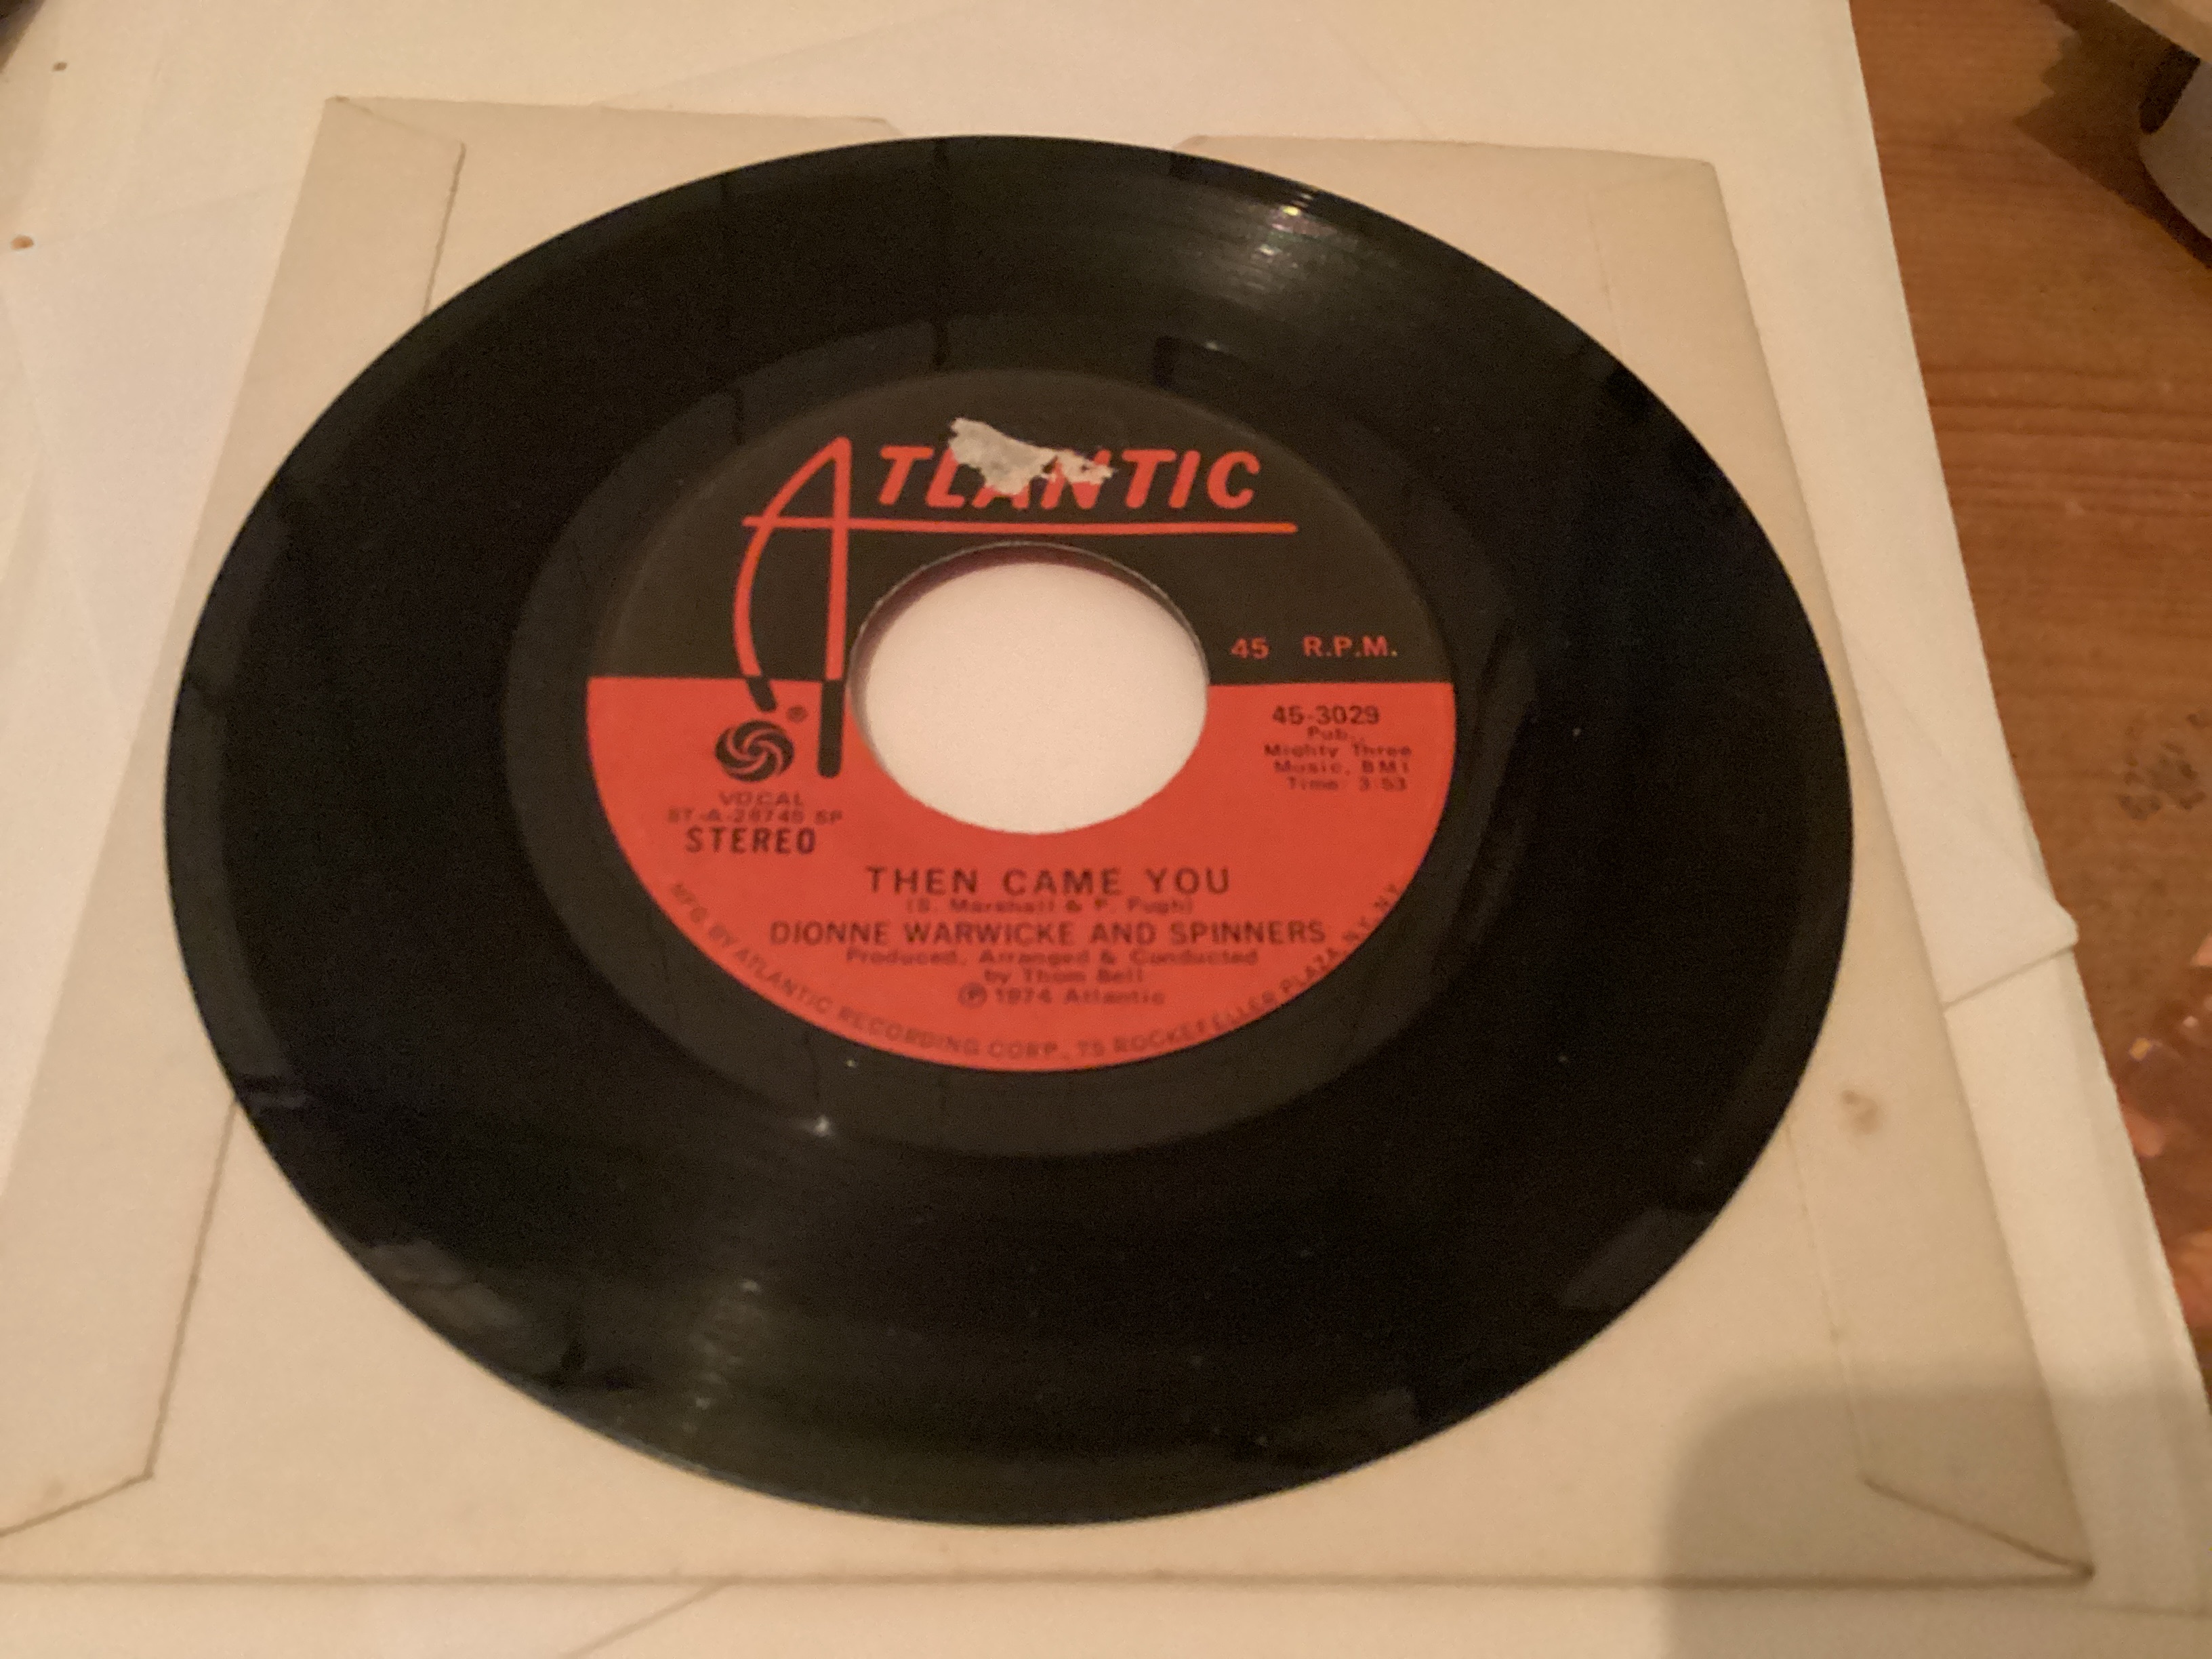 ATLANTIC
45 R.P.M.
®
45-3029
Pub.,
Mighty Three
Music, BMI
Time: 3:53
VOCAL
ST-A-28745 SP
STEREO
THEN CAME YOU
(S. Marshall & P. Pugh)
DIONNE WARWICKE AND SPINNERS
Produced, Arranged & Conducted
by Thom Bell
℗ 1974 Atlantic
MFG. BY ATLANTIC RECORDING CORP., 75 ROCKEFELLER PLAZA, N.Y. N.Y.